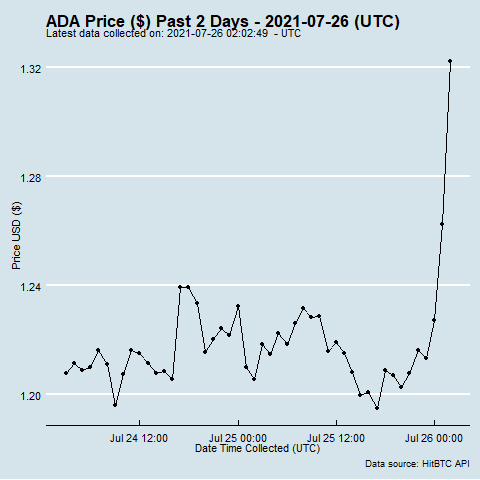 ADA Price ($) Past 2 Days - 2021-07-26 (UTC)
Latest data collected on: 2021-07-26 02:02:49 - UTC
1.32
1.28
1.24
1.20
Price USD ($)
Jul 24 12:00
Jul 25 00:00
Jul 25 12:00
Jul 26 00:00
Date Time Collected (UTC)
Data source: HitBTC API